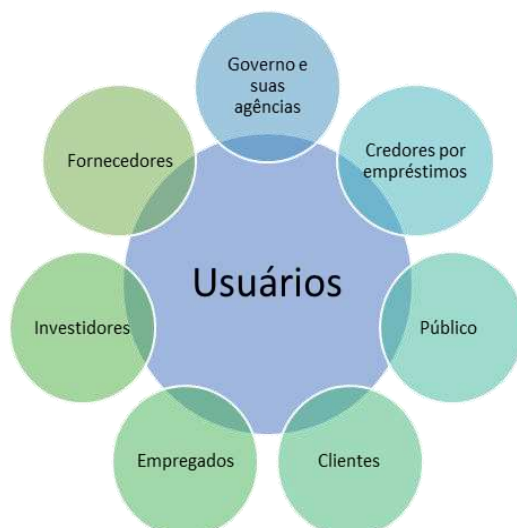 Governo e
suas
agências
Credores por
empréstimos
Público
Clientes
Empregados
Investidores
Fornecedores
Usuários